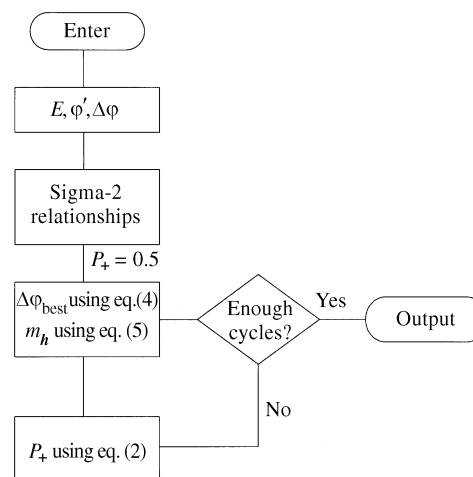 Enter
E, φ′, Δφ
Sigma-2
relationships
P₊ = 0.5
Δφbest using eq.(4)
mh using eq. (5)
Enough
cycles?
Yes
Output
No
P₊ using eq. (2)